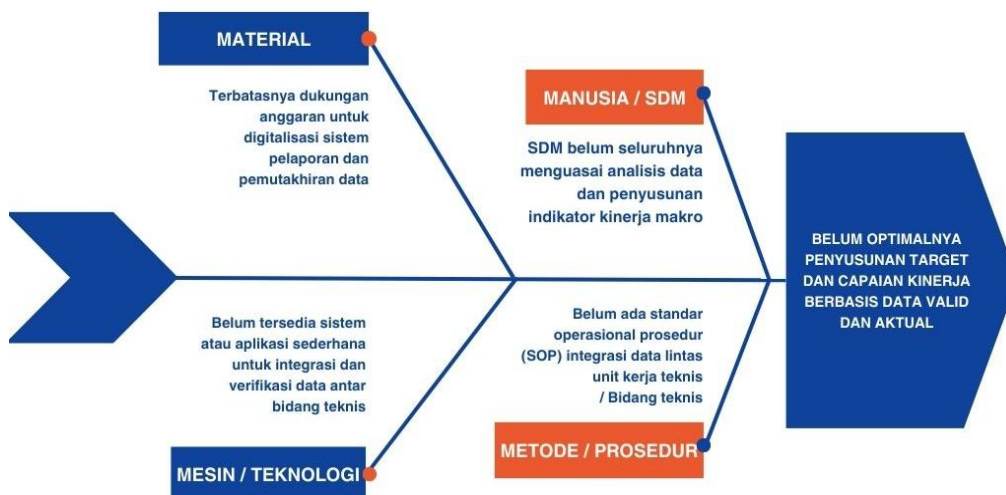 MATERIAL
Terbatasnya dukungan
anggaran untuk
digitalisasi sistem
pelaporan dan
pemutakhiran data
MANUSIA / SDM
SDM belum seluruhnya
menguasai analisis data
dan penyusunan
indikator kinerja makro
BELUM OPTIMALNYA
PENYUSUNAN TARGET
DAN CAPAIAN KINERJA
BERBASIS DATA VALID
DAN AKTUAL
Belum tersedia sistem
atau aplikasi sederhana
untuk integrasi dan
verifikasi data antar
bidang teknis
MESIN / TEKNOLOGI
Belum ada standar
operasional prosedur
(SOP) integrasi data lintas
unit kerja teknis
/ Bidang teknis
METODE / PROSEDUR